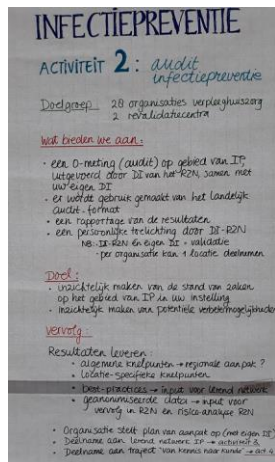 INFECTIEPREVENTIE
ACTIVITEIT 2: audit
infectiepreventie
Doelgroep 28 organisaties verpleeghuiszorg
2 revalidatiecentra
Wat bieden we aan:
• een 0-meting (audit) op gebied van IP,
uitgevoerd door DI van het R2N, samen met
uw eigen DI
• er wordt gebruik gemaakt van het landelijk
audit-format
• een rapportage van de resultaten
• een persoonlijke toelichting door DI-R2N
NB: DI-R2N en eigen DI = validatie
• per organisatie kan 1 locatie deelnemen
Doel:
• inzichtelijk maken van de stand van zaken
op het gebied van IP in uw instelling
• inzichtelijk maken van potentiele verbetermogelijkheden
vervolg:
Resultaten leveren:
• algemene knelpunten → regionale aanpak?
• locatie-specifieke knelpunten
• best-practices → input voor lerend netwerk
• geanonimiseerde data → input voor
vervolg in R2N en risico-analyse R2N
• Organisatie stelt plan van aanpak op (met eigen DI)
• Deelname aan lerend netwerk IP → activiteit 3
• Deelname aan traject "van kennis naar kunde" → act 4